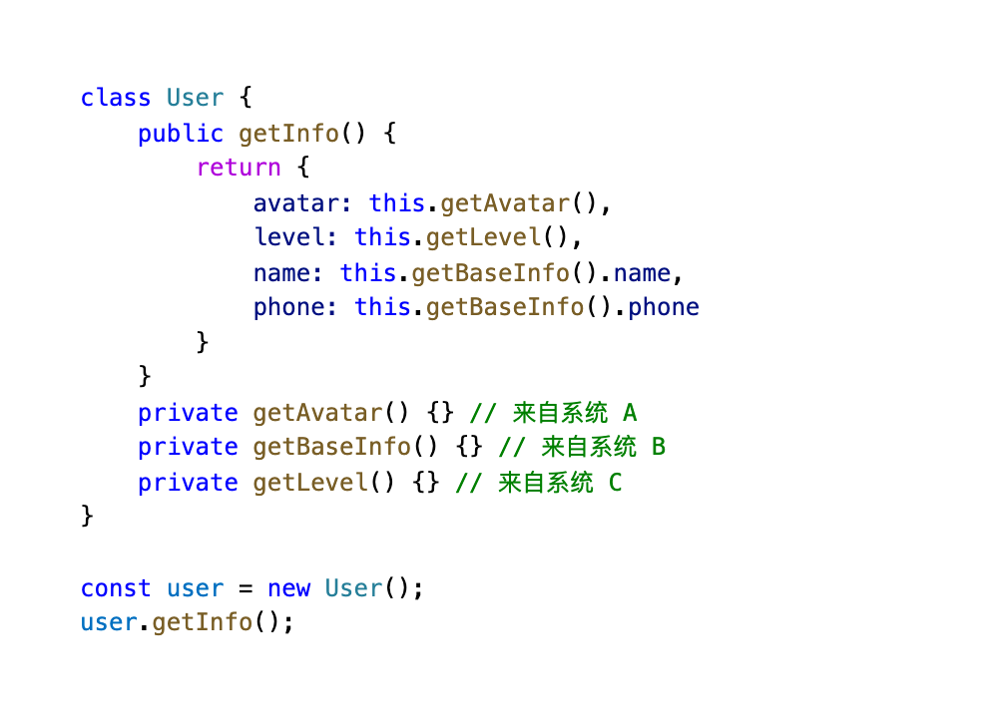 class User {
    public getInfo() {
        return {
            avatar: this.getAvatar(),
            level: this.getLevel(),
            name: this.getBaseInfo().name,
            phone: this.getBaseInfo().phone
        }
    }
    private getAvatar() {} // 来自系统 A
    private getBaseInfo() {} // 来自系统 B
    private getLevel() {} // 来自系统 C
}

const user = new User();
user.getInfo();